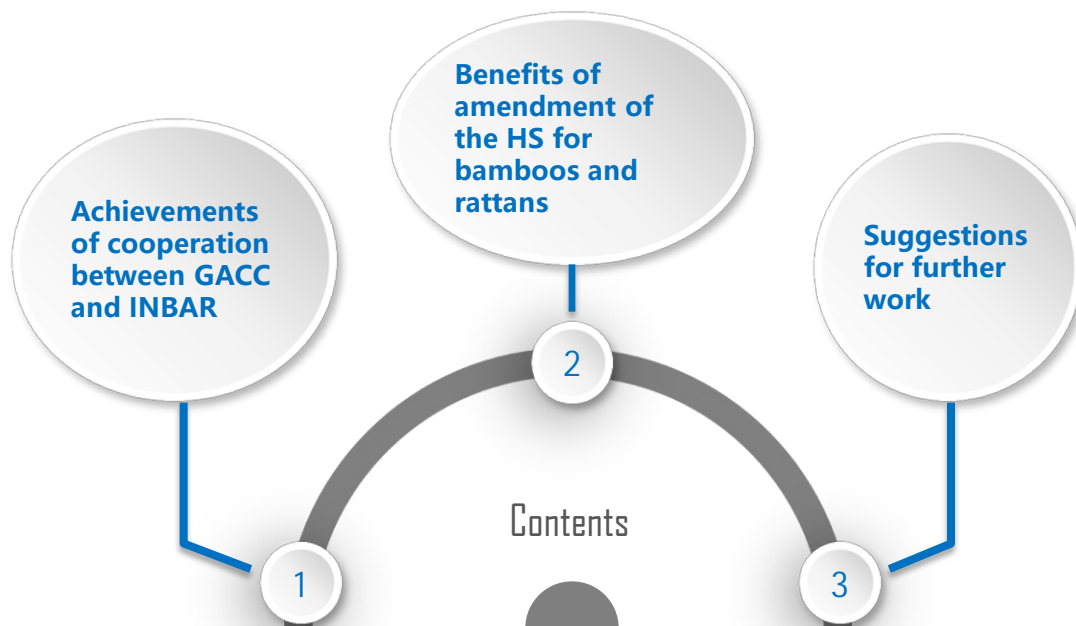 Benefits of
amendment of
the HS for
bamboos and
rattans
Achievements
of cooperation
between GACC
and INBAR
Suggestions
for further
work
2
Contents
1
3